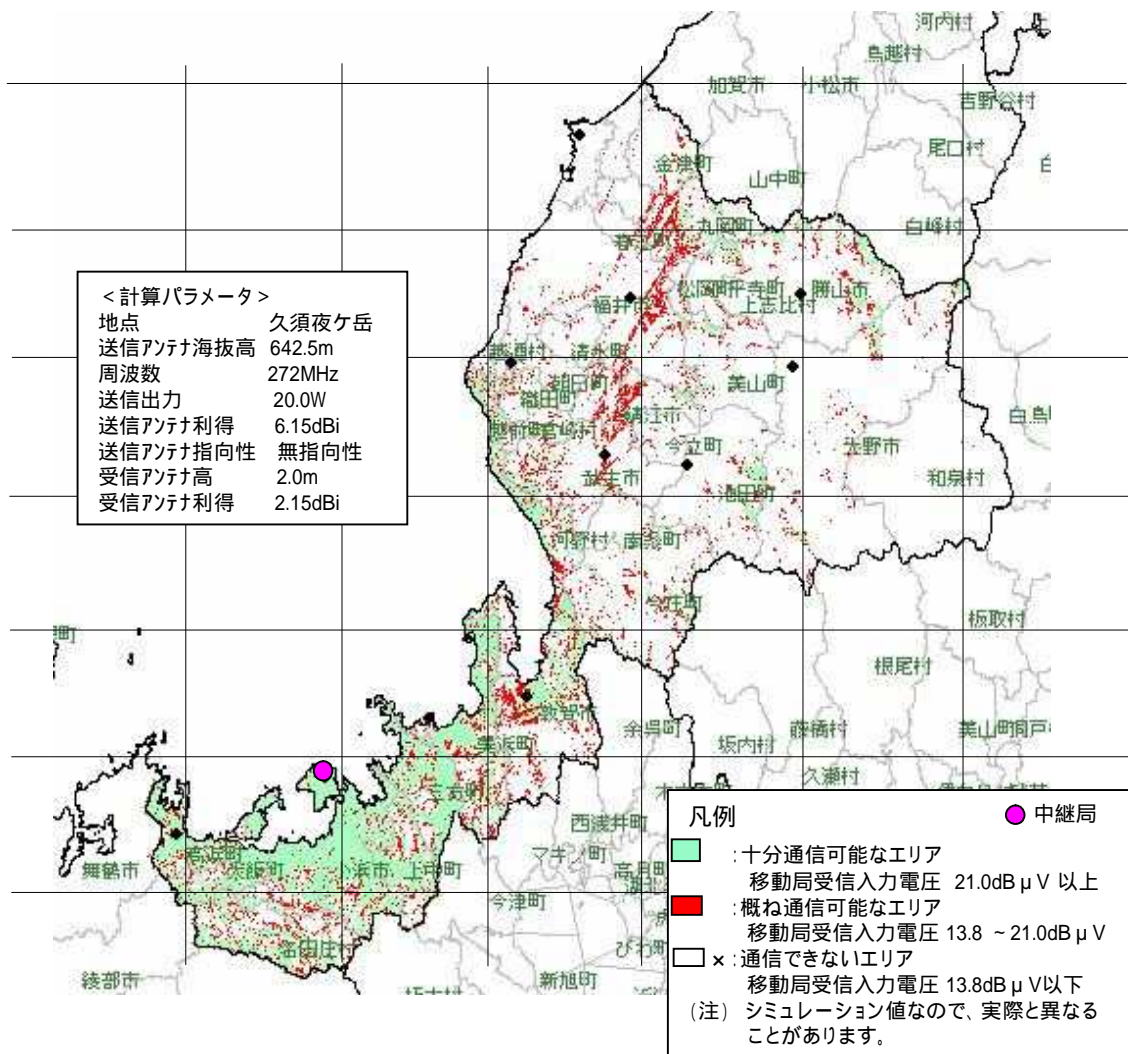 河内村
鳥越村
加賀市
小松市
吉野谷村
尾口村
金津町
山中町
丸岡町
白峰村
春江町
松岡町
上志比村
勝山市
福井市
越廼村
清水町
朝日町
美山町
織田町
鯖江市
白鳥
越前町
宮崎村
今立町
大野市
武生市
池田町
和泉村
河野村
南条町
今庄町
板取村
根尾村
敦賀市
余呉町
坂内村
藤橋村
美山町
美浜町
久瀬村
三方町
西浅井町
マキノ町
高月町
舞鶴市
高浜町
大飯町
小浜市
上中町
今津町
名田庄村
びわ町
綾部市
新旭町
<計算パラメータ>
地点 久須夜ケ岳
送信アンテナ海抜高 642.5m
周波数 272MHz
送信出力 20.0W
送信アンテナ利得 6.15dBi
送信アンテナ指向性 無指向性
受信アンテナ高 2.0m
受信アンテナ利得 2.15dBi
凡例 中継局
:十分通信可能なエリア
移動局受信入力電圧 21.0dBμV 以上
:概ね通信可能なエリア
移動局受信入力電圧 13.8 ~21.0dBμV
×:通信できないエリア
移動局受信入力電圧 13.8dBμV以下
(注) シミュレーション値なので、実際と異なる
ことがあります。